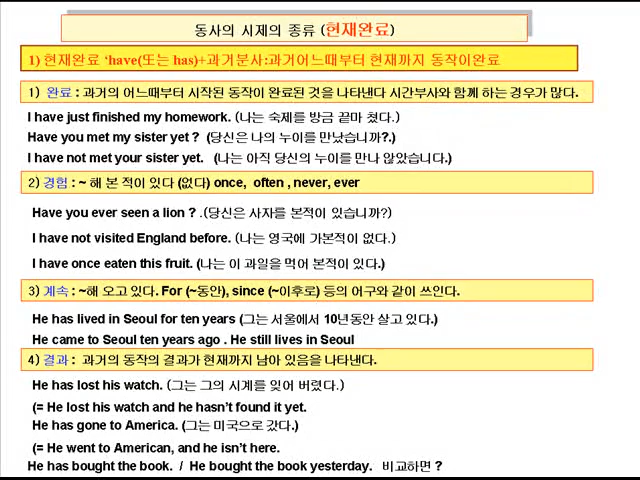 동사의 시제의 종류 (현재완료)
1) 현재완료 ‘have(또는 has)+과거분사:과거어느때부터 현재까지 동작이완료
1) 완료 : 과거의 어느때부터 시작된 동작이 완료된 것을 나타낸다 시간부사와 함께 하는 경우가 많다.
I have just finished my homework. (나는 숙제를 방금 끝마 쳤다.)
Have you met my sister yet ? (당신은 나의 누이를 만났습니까?.)
I have not met your sister yet. (나는 아직 당신의 누이를 만나 않았습니다.)
2) 경험 : ~ 해 본 적이 있다 (없다) once, often , never, ever
Have you ever seen a lion ? .(당신은 사자를 본적이 있습니까?)
I have not visited England before. (나는 영국에 가본적이 없다.)
I have once eaten this fruit. (나는 이 과일을 먹어 본적이 있다.)
3) 계속 : ~해 오고 있다. For (~동안), since (~이후로) 등의 어구와 같이 쓰인다.
He has lived in Seoul for ten years (그는 서울에서 10년동안 살고 있다.)
He came to Seoul ten years ago . He still lives in Seoul
4) 결과 : 과거의 동작의 결과가 현재까지 남아 있음을 나타낸다.
He has lost his watch. (그는 그의 시계를 잊어 버렸다.)
(= He lost his watch and he hasn’t found it yet.
He has gone to America. (그는 미국으로 갔다.)
(= He went to American, and he isn’t here.
He has bought the book. / He bought the book yesterday. 비교하면 ?